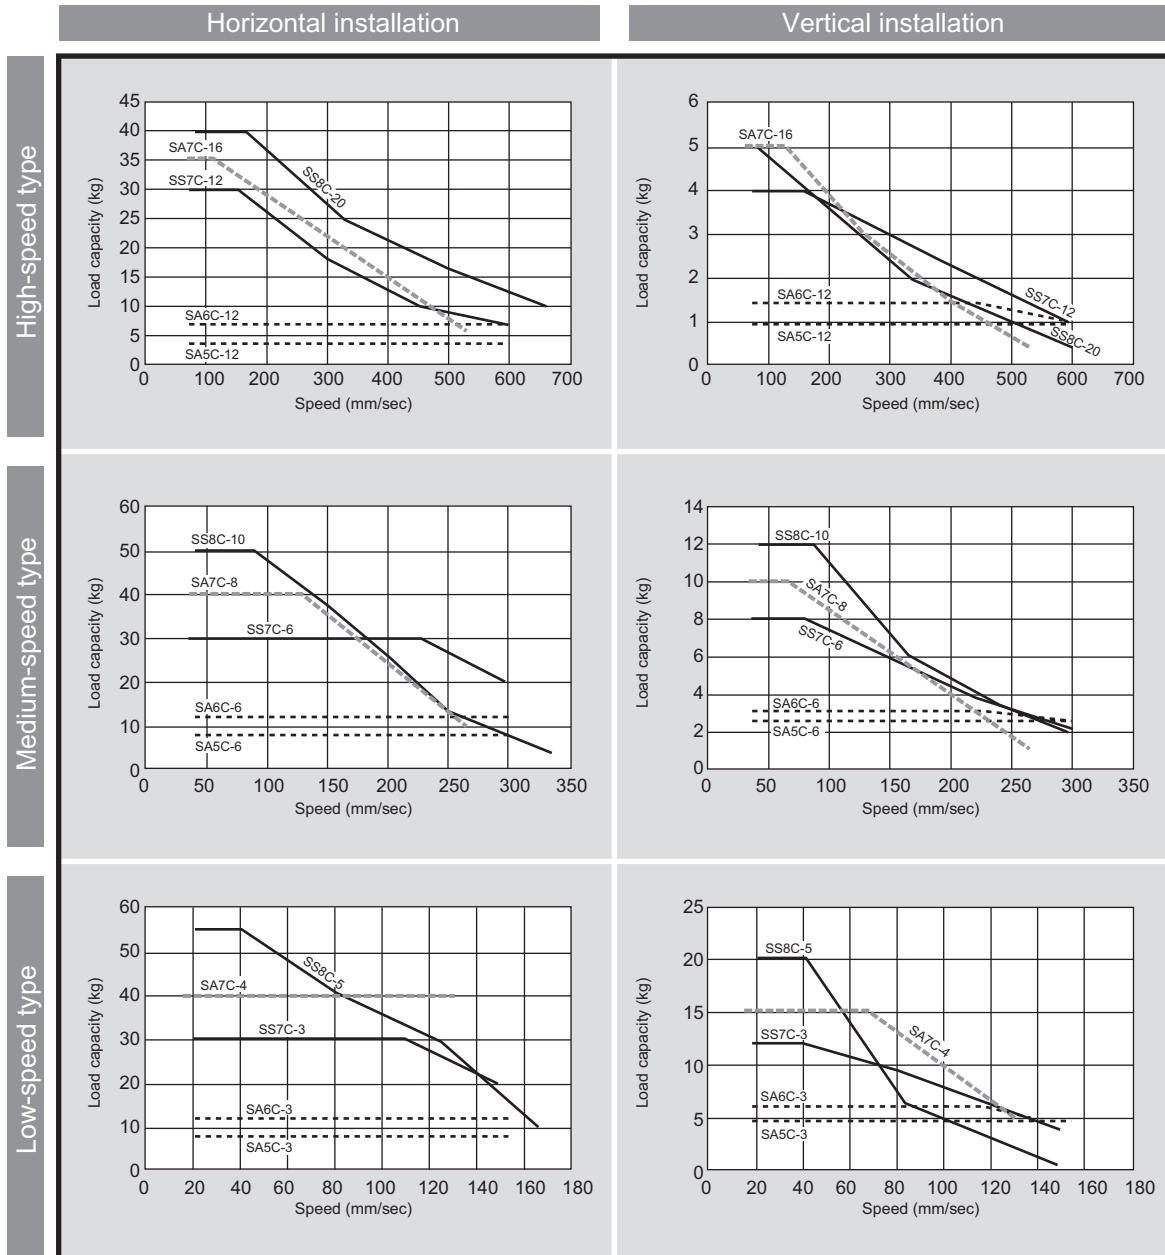 Horizontal installation
Vertical installation
High-speed type
Load capacity (kg)
45
40
35
30
25
20
15
10
5
0
SA7C-16
SS7C-12
SS8C-20
SA6C-12
SA5C-12
0 100 200 300 400 500 600 700
Speed (mm/sec)
Load capacity (kg)
6
5
4
3
2
1
0
SA7C-16
SA6C-12
SA5C-12
SS7C-12
SS8C-20
0 100 200 300 400 500 600 700
Speed (mm/sec)
Medium-speed type
Load capacity (kg)
60
50
40
30
20
10
0
SS8C-10
SA7C-8
SS7C-6
SA6C-6
SA5C-6
0 50 100 150 200 250 300 350
Speed (mm/sec)
Load capacity (kg)
14
12
10
8
6
4
2
0
SS8C-10
SA7C-8
SS7C-6
SA6C-6
SA5C-6
0 50 100 150 200 250 300 350
Speed (mm/sec)
Low-speed type
Load capacity (kg)
60
50
40
30
20
10
0
SS8C-5
SA7C-4
SS7C-3
SA6C-3
SA5C-3
0 20 40 60 80 100 120 140 160 180
Speed (mm/sec)
Load capacity (kg)
25
20
15
10
5
0
SS8C-5
SS7C-3
SA7C-4
SA6C-3
SA5C-3
0 20 40 60 80 100 120 140 160 180
Speed (mm/sec)